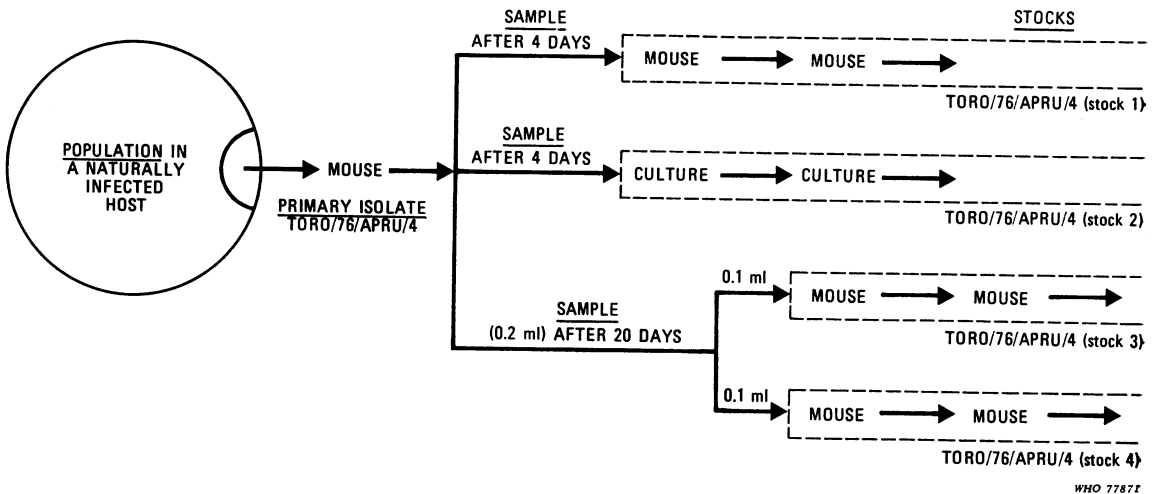 POPULATION IN
A NATURALLY
INFECTED
HOST
MOUSE
PRIMARY ISOLATE
TORO/76/APRU/4
SAMPLE
AFTER 4 DAYS
STOCKS
MOUSE MOUSE
TORO/76/APRU/4 (stock 1)
SAMPLE
AFTER 4 DAYS
CULTURE CULTURE
TORO/76/APRU/4 (stock 2)
SAMPLE
(0.2 ml) AFTER 20 DAYS
0.1 ml
MOUSE MOUSE
TORO/76/APRU/4 (stock 3)
0.1 ml
MOUSE MOUSE
TORO/76/APRU/4 (stock 4)
WHO 77871